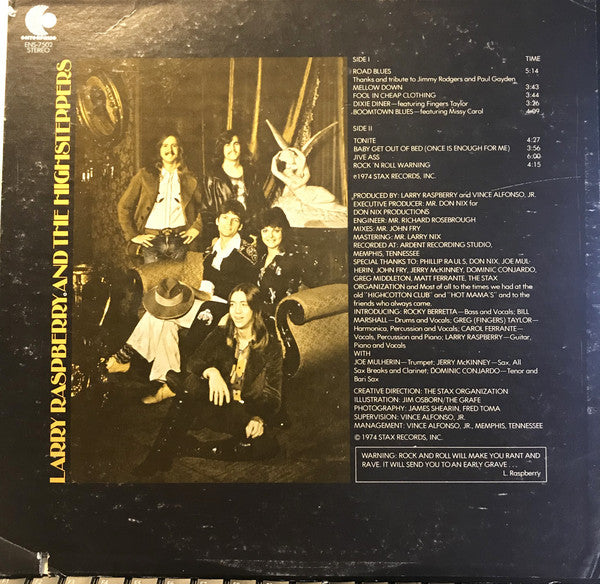 ENS-7502
STEREO
LARRY RASPBERRY AND THE HIGHSTEPPERS
SIDE I TIME
ROAD BLUES 5:14
Thanks and tribute to Jimmy Rodgers and Paul Gayden
MELLOW DOWN 3:43
FOOL IN CHEAP CLOTHING 3:44
DIXIE DINER—featuring Fingers Taylor 3:26
BOOMTOWN BLUES—featuring Missy Carol 6:09
SIDE II
TONITE 4:27
BABY GET OUT OF BED (ONCE IS ENOUGH FOR ME) 3:56
JIVE ASS 6:00
ROCK 'N ROLL WARNING 4:15
℗1974 STAX RECORDS, INC.
PRODUCED BY: LARRY RASPBERRY and VINCE ALFONSO, JR.
EXECUTIVE PRODUCER: MR. DON NIX for
DON NIX PRODUCTIONS
ENGINEER: MR. RICHARD ROSEBROUGH
MIXES: MR. JOHN FRY
MASTERING: MR. LARRY NIX
RECORDED AT: ARDENT RECORDING STUDIO,
MEMPHIS, TENNESSEE
SPECIAL THANKS TO: PHILLIP RAULS, DON NIX, JOE MUL-
HERIN, JOHN FRY, JERRY McKINNEY, DOMINIC CONJARDO,
GREG MIDDLETON, MATT FERRANTE, THE STAX
ORGANIZATION and Most of all to the times we had at the
old "HIGHCOTTON CLUB" and "HOT MAMA'S" and to the
friends who always came.
INTRODUCING: ROCKY BERRETTA—Bass and Vocals; BILL
MARSHALL—Drums and Vocals; GREG (FINGERS) TAYLOR—
Harmonica, Percussion and Vocals; CAROL FERRANTE—
Vocals, Percussion and Piano; LARRY RASPBERRY—Guitar,
Piano and Vocals
WITH
JOE MULHERIN—Trumpet; JERRY McKINNEY—Sax, All
Sax Breaks and Clarinet; DOMINIC CONJARDO—Tenor and
Bari Sax
CREATIVE DIRECTION: THE STAX ORGANIZATION
ILLUSTRATION: JIM OSBORN/THE GRAFE
PHOTOGRAPHY: JAMES SHEARIN, FRED TOMA
SUPERVISION: VINCE ALFONSO, JR.
MANAGEMENT: VINCE ALFONSO, JR., MEMPHIS, TENNESSEE
© 1974 STAX RECORDS, INC.
WARNING: ROCK AND ROLL WILL MAKE YOU RANT AND
RAVE. IT WILL SEND YOU TO AN EARLY GRAVE . . .
L. Raspberry